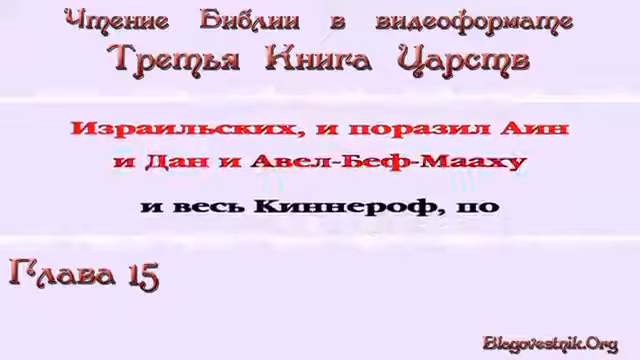 Чтение Библии в видеоформате
Третья Книга Царств
Израильских, и поразил Аин
и Дан и Авел-Беф-Мааху
и весь Киннероф, по
Глава 15
Blagovestnik.Org